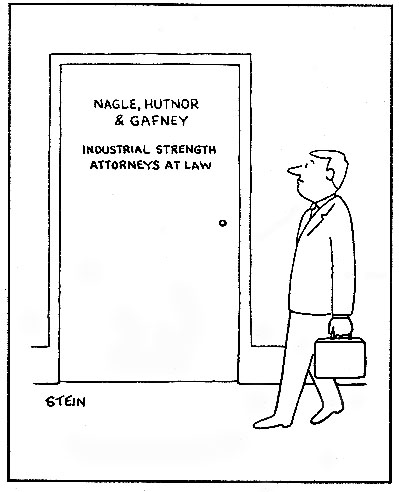 NAGLE, HUTNOR
& GAFNEY
INDUSTRIAL STRENGTH
ATTORNEYS AT LAW
STEIN